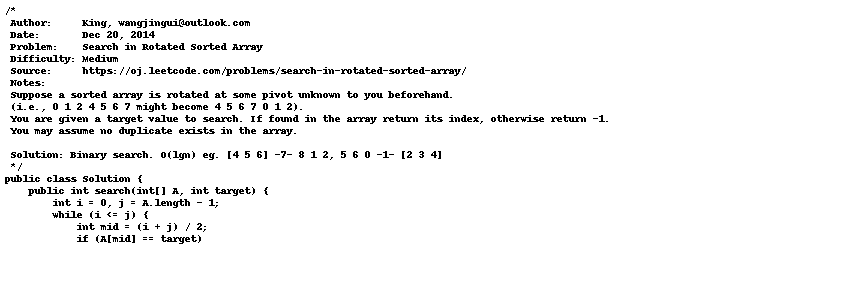 /*
 Author:     King, wangjingui@outlook.com
 Date:       Dec 20, 2014
 Problem:    Search in Rotated Sorted Array
 Difficulty: Medium
 Source:     https://oj.leetcode.com/problems/search-in-rotated-sorted-array/
 Notes:
 Suppose a sorted array is rotated at some pivot unknown to you beforehand.
 (i.e., 0 1 2 4 5 6 7 might become 4 5 6 7 0 1 2).
 You are given a target value to search. If found in the array return its index, otherwise return -1.
 You may assume no duplicate exists in the array.

 Solution: Binary search. O(lgn) eg. [4 5 6] -7- 8 1 2, 5 6 0 -1- [2 3 4]
 */
public class Solution {
    public int search(int[] A, int target) {
        int i = 0, j = A.length - 1;
        while (i <= j) {
            int mid = (i + j) / 2;
            if (A[mid] == target)